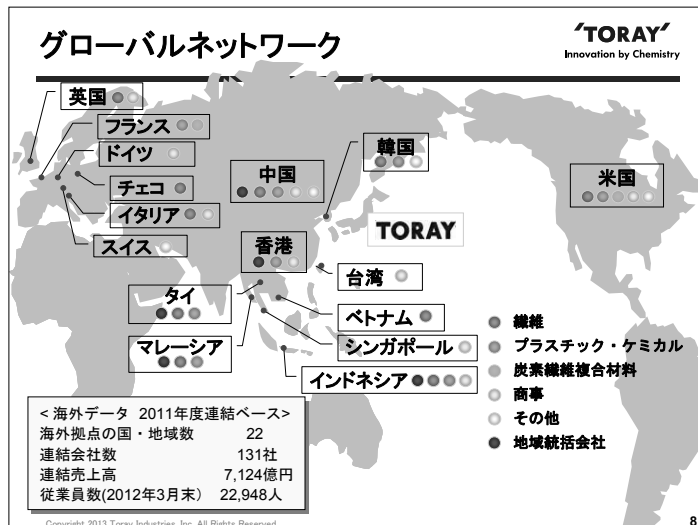 グローバルネットワーク
'TORAY'
Innovation by Chemistry
英国
フランス
ドイツ
チェコ
イタリア
スイス
中国
韓国
米国
TORAY
香港
台湾
タイ
ベトナム
マレーシア
シンガポール
インドネシア
繊維
プラスチック・ケミカル
炭素繊維複合材料
商事
その他
地域統括会社
< 海外データ 2011年度連結ベース>
海外拠点の国・地域数 22
連結会社数 131社
連結売上高 7,124億円
従業員数(2012年3月末) 22,948人
Copyright 2013 Toray Industries, Inc. All Rights Reserved
8